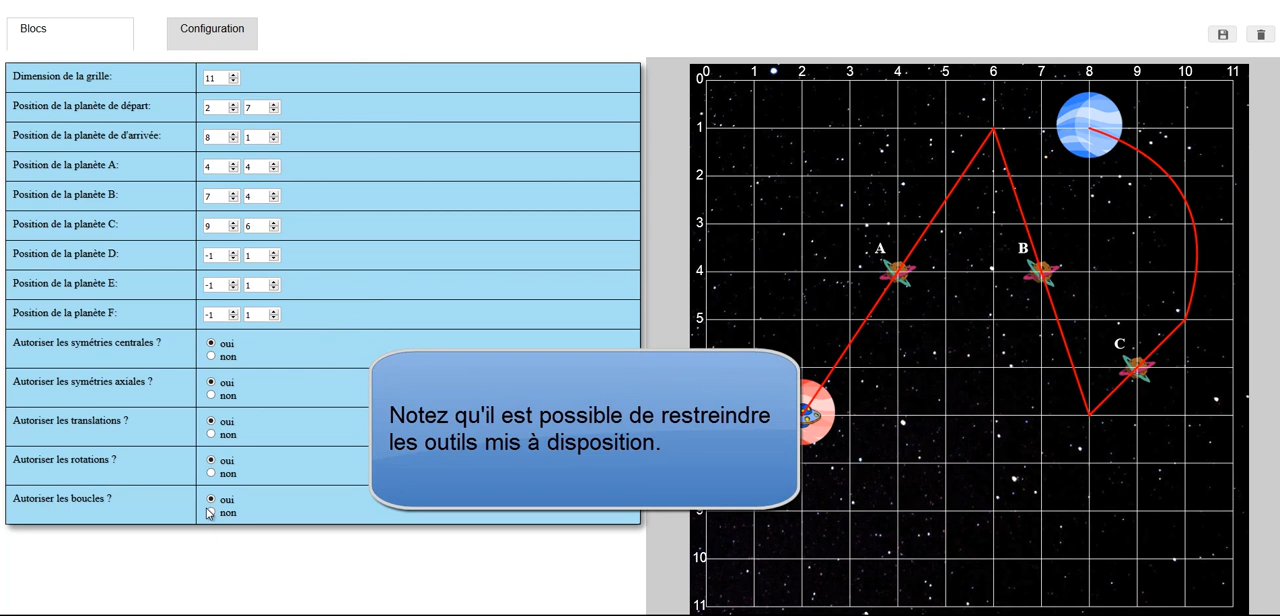 Blocs
Configuration
Dimension de la grille: 11
Position de la planète de départ: 2 7
Position de la planète de d'arrivée: 8 1
Position de la planète A: 4 4
Position de la planète B: 7 4
Position de la planète C: 9 6
Position de la planète D: -1 1
Position de la planète E: -1 1
Position de la planète F: -1 1
Autoriser les symétries centrales ? oui
non
Autoriser les symétries axiales ? oui
non
Autoriser les translations ? oui
non
Autoriser les rotations ? oui
non
Autoriser les boucles ? oui
non
Notez qu'il est possible de restreindre
les outils mis à disposition.
0 1 2 3 4 5 6 7 8 9 10 11
0
1
2
3
A B
4
5
C
9
10
11